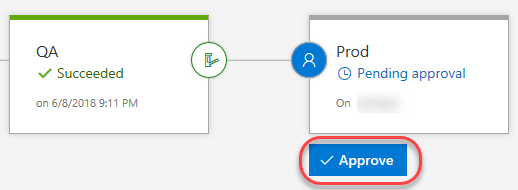 QA
Succeeded
on 6/8/2018 9:11 PM
Prod
Pending approval
On
Approve